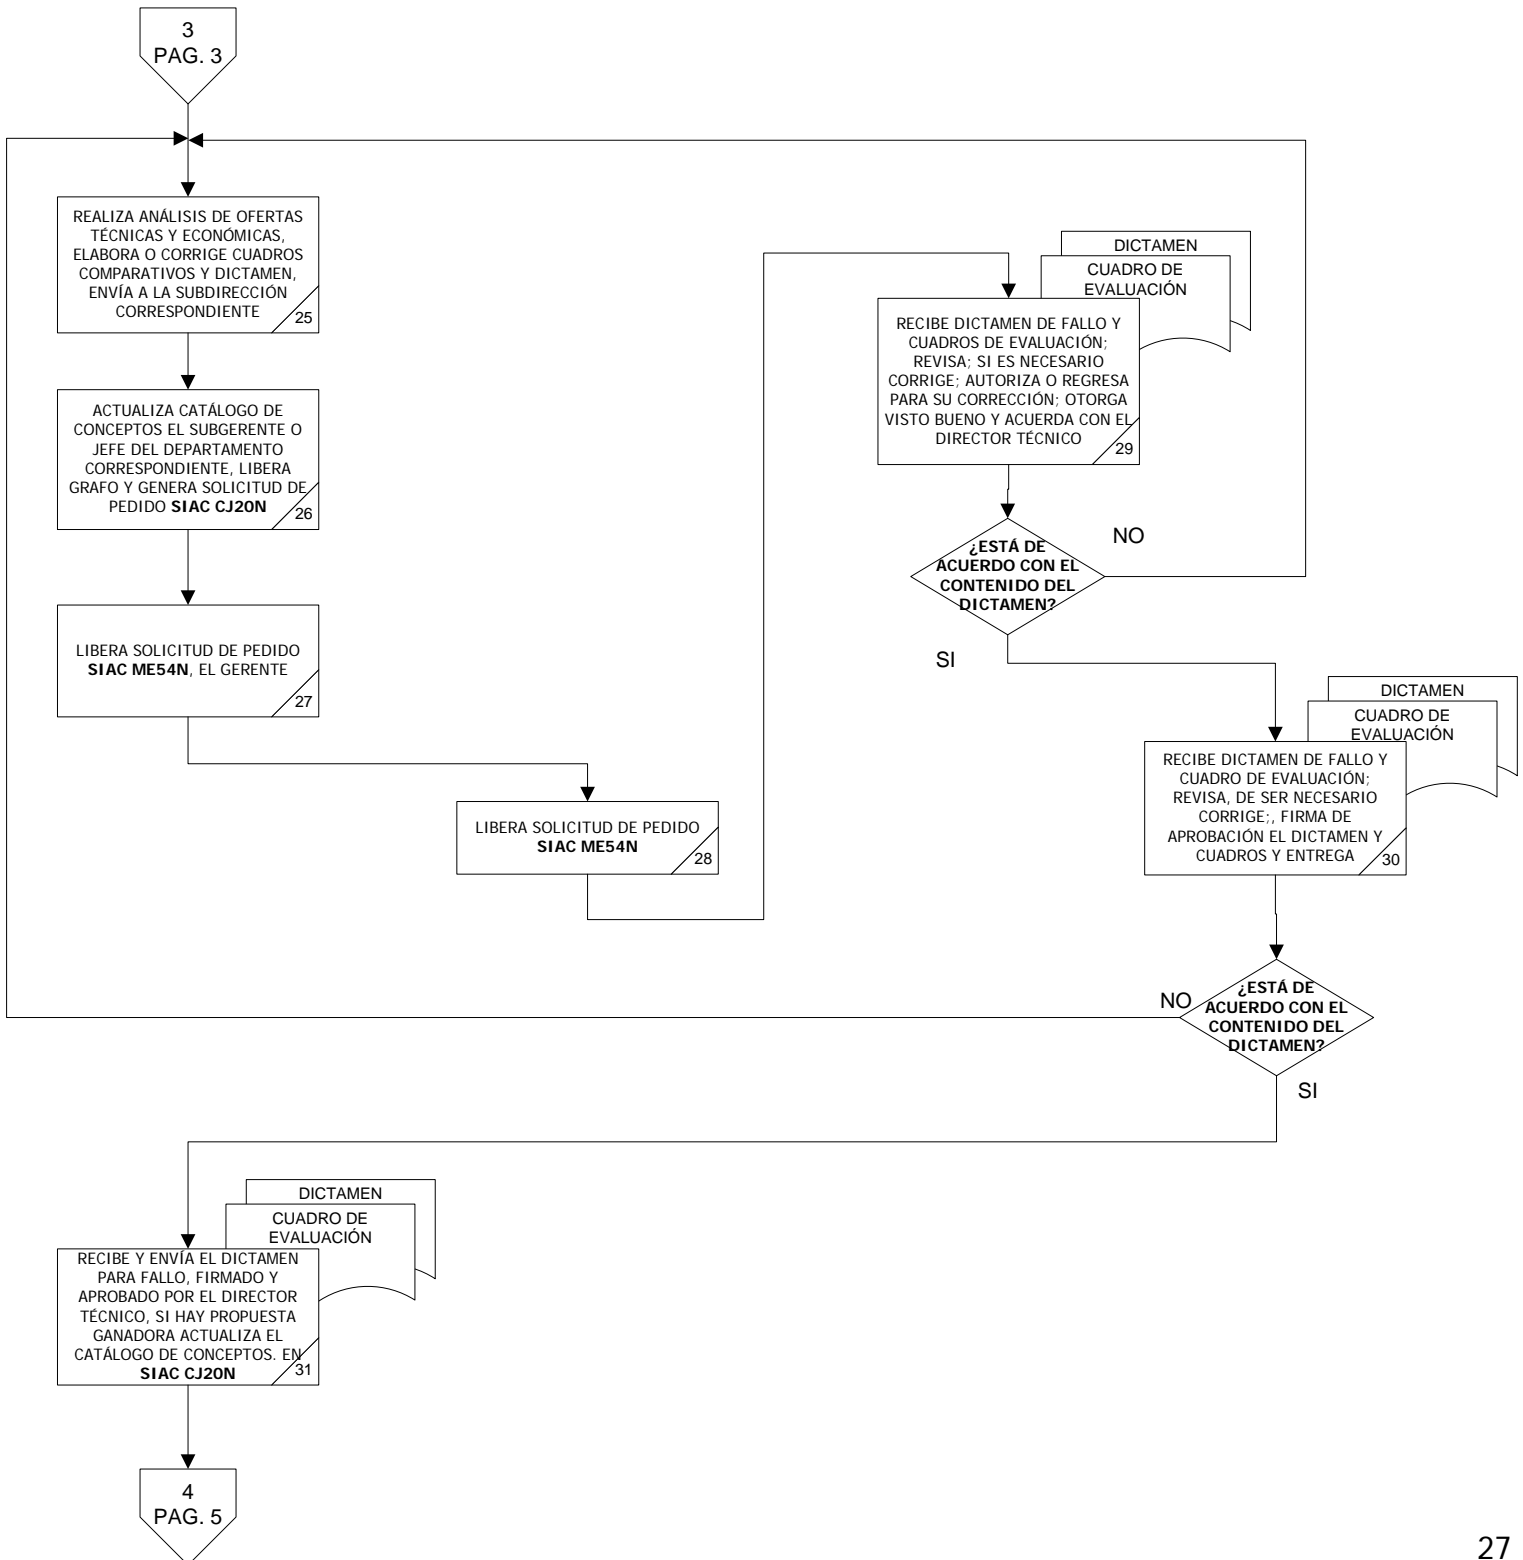 3
PAG. 3
REALIZA ANÁLISIS DE OFERTAS
TÉCNICAS Y ECONÓMICAS,
ELABORA O CORRIGE CUADROS
COMPARATIVOS Y DICTAMEN,
ENVÍA A LA SUBDIRECCIÓN
CORRESPONDIENTE
25
ACTUALIZA CATÁLOGO DE
CONCEPTOS EL SUBGERENTE O
JEFE DEL DEPARTAMENTO
CORRESPONDIENTE, LIBERA
GRAFO Y GENERA SOLICITUD DE
PEDIDO SIAC CJ20N
26
LIBERA SOLICITUD DE PEDIDO
SIAC ME54N, EL GERENTE
27
LIBERA SOLICITUD DE PEDIDO
SIAC ME54N
28
DICTAMEN
CUADRO DE
EVALUACIÓN
RECIBE DICTAMEN DE FALLO Y
CUADROS DE EVALUACIÓN;
REVISA; SI ES NECESARIO
CORRIGE; AUTORIZA O REGRESA
PARA SU CORRECCIÓN; OTORGA
VISTO BUENO Y ACUERDA CON EL
DIRECTOR TÉCNICO
29
¿ESTÁ DE
ACUERDO CON EL
CONTENIDO DEL
DICTAMEN?
NO
SI
DICTAMEN
CUADRO DE
EVALUACIÓN
RECIBE DICTAMEN DE FALLO Y
CUADRO DE EVALUACIÓN;
REVISA, DE SER NECESARIO
CORRIGE;, FIRMA DE
APROBACIÓN EL DICTAMEN Y
CUADROS Y ENTREGA
30
¿ESTÁ DE
ACUERDO CON EL
CONTENIDO DEL
DICTAMEN?
NO
SI
DICTAMEN
CUADRO DE
EVALUACIÓN
RECIBE Y ENVÍA EL DICTAMEN
PARA FALLO, FIRMADO Y
APROBADO POR EL DIRECTOR
TÉCNICO, SI HAY PROPUESTA
GANADORA ACTUALIZA EL
CATÁLOGO DE CONCEPTOS. EN
SIAC CJ20N
31
4
PAG. 5
27